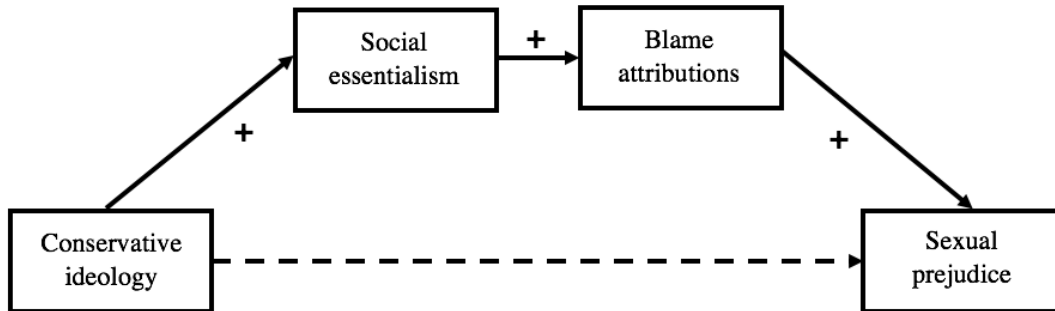 Social
essentialism
+
Blame
attributions
+
+
Conservative
ideology
Sexual
prejudice